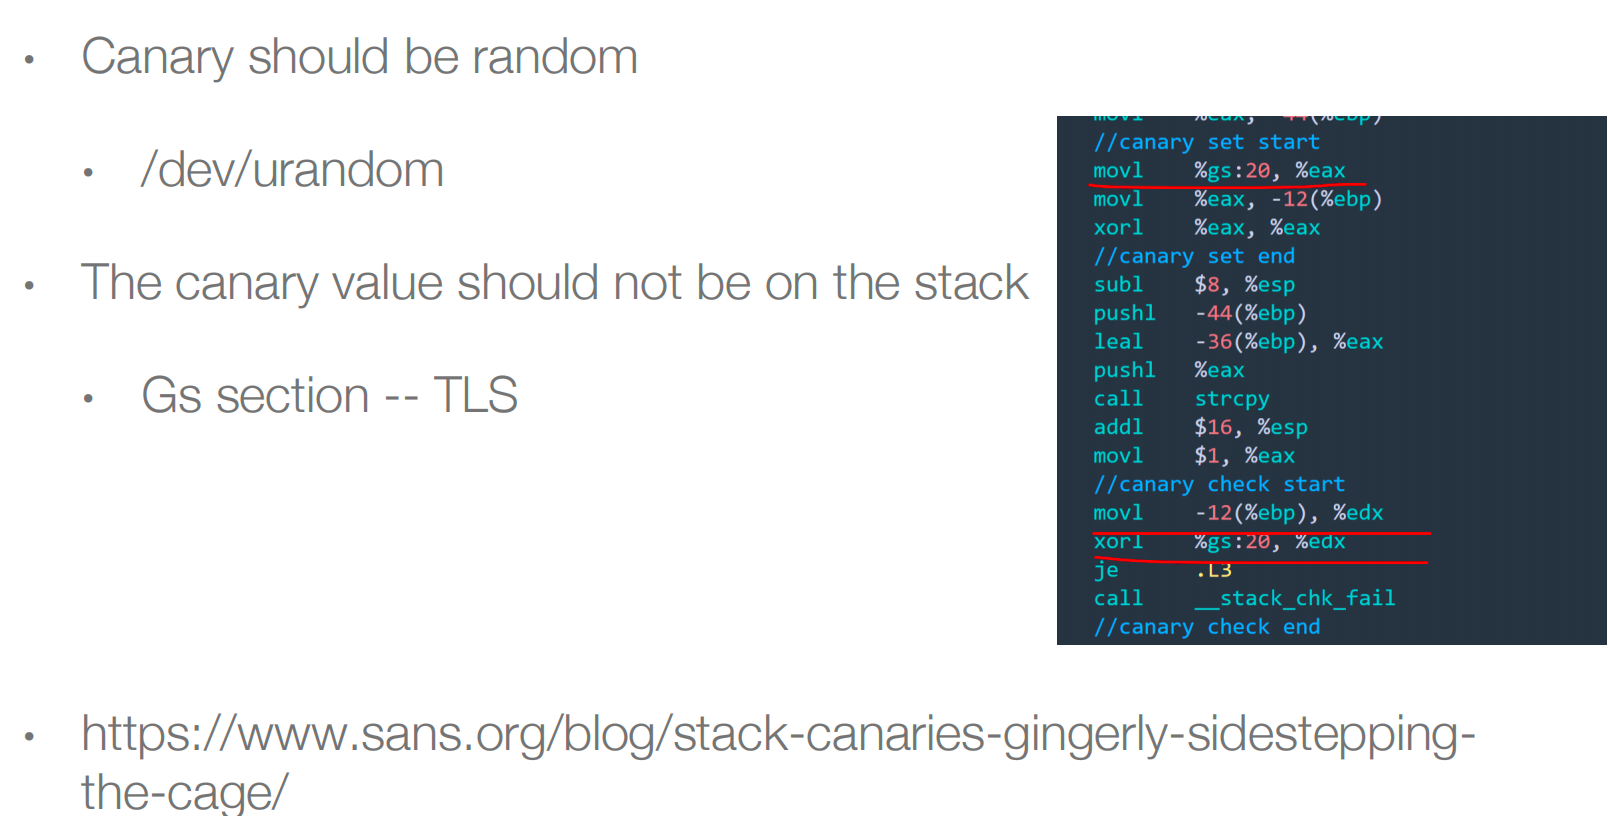 Canary should be random
/dev/urandom
The canary value should not be on the stack
Gs section -- TLS
movl %eax, -44(%ebp)
//canary set start
movl %gs:20, %eax
movl %eax, -12(%ebp)
xorl %eax, %eax
//canary set end
subl $8, %esp
pushl -44(%ebp)
leal -36(%ebp), %eax
pushl %eax
call strcpy
addl $16, %esp
movl $1, %eax
//canary check start
movl -12(%ebp), %edx
xorl %gs:20, %edx
je .L3
call __stack_chk_fail
//canary check end
https://www.sans.org/blog/stack-canaries-gingerly-sidestepping-
the-cage/